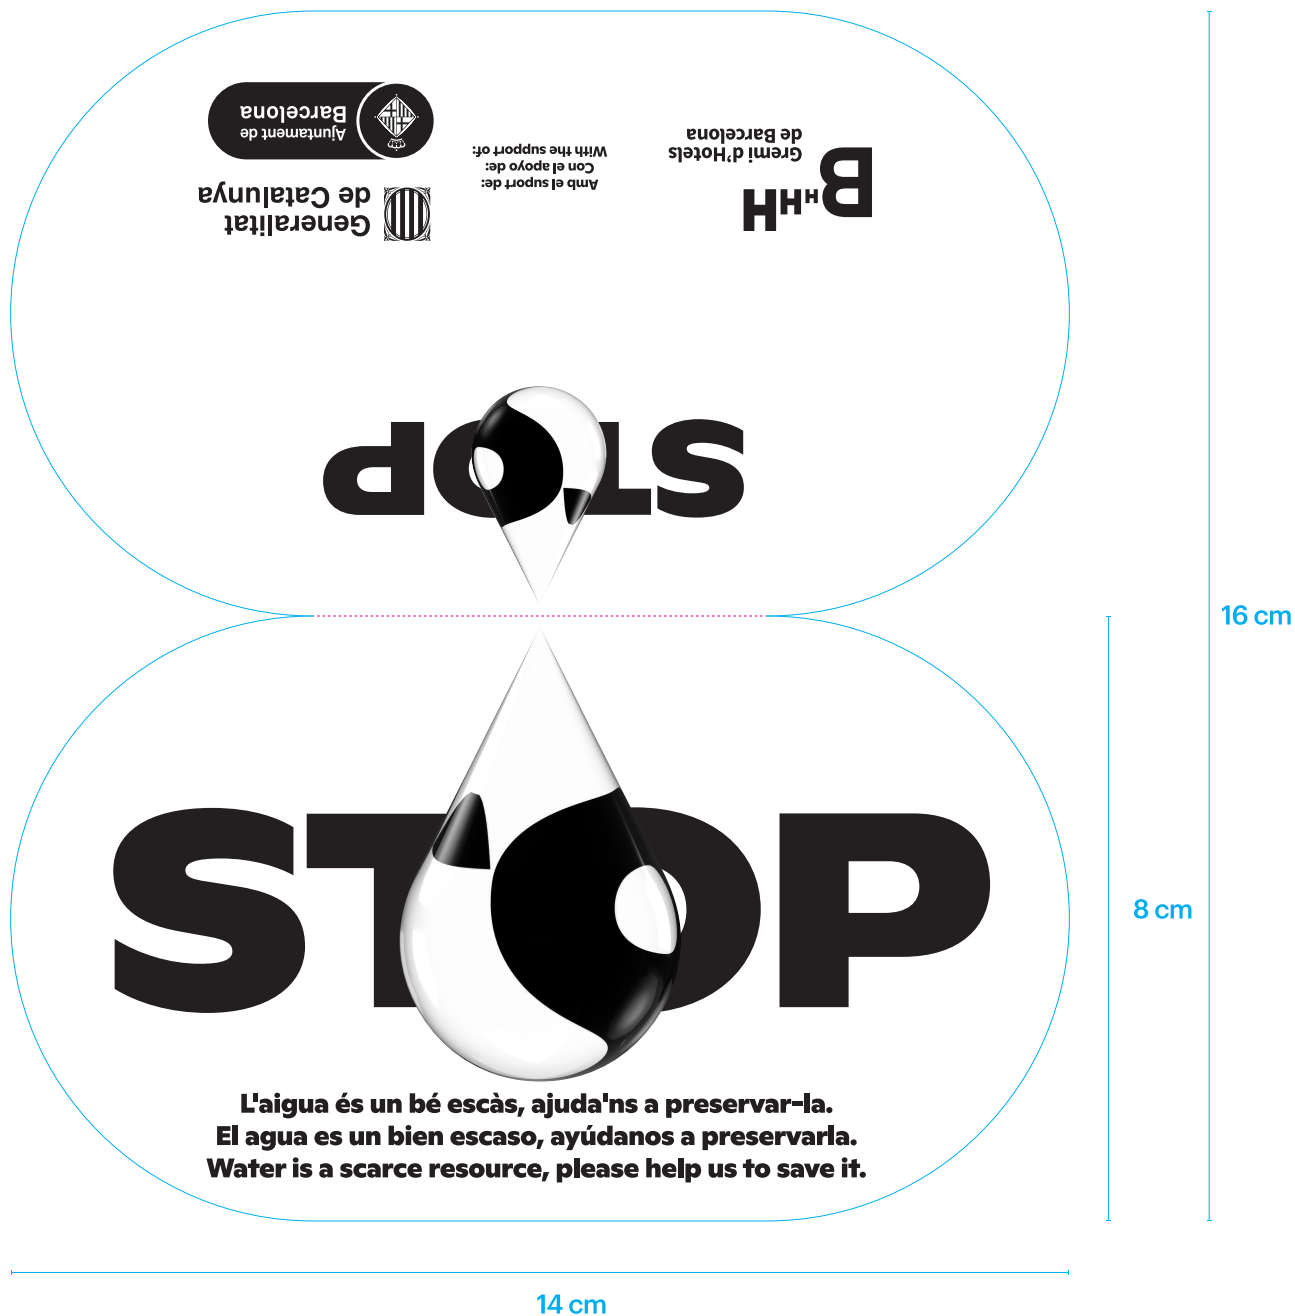 Ajuntament de
Barcelona
Generalitat
de Catalunya
Amb el suport de:
Con el apoyo de:
With the support of:
BHHH
Gremi d'Hotels
de Barcelona
STOP
16 cm
STOP
8 cm
L'aigua és un bé escàs, ajuda'ns a preservar-la.
El agua es un bien escaso, ayúdanos a preservarla.
Water is a scarce resource, please help us to save it.
14 cm